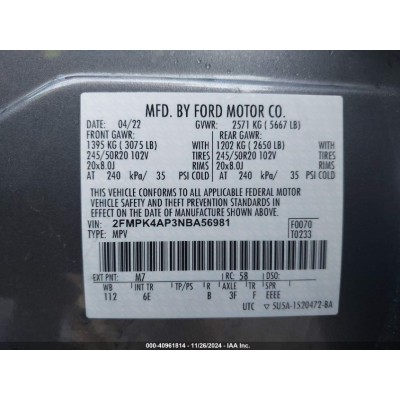 MFD. BY FORD MOTOR CO.
DATE: 04/22 GVWR: 2571 KG ( 5667 LB)
FRONT GAWR: REAR GAWR:
1395 KG ( 3075 LB) WITH 1202 KG ( 2650 LB) WITH
245/50R20 102V TIRES 245/50R20 102V TIRES
20x8.0J RIMS 20x8.0J RIMS
AT 240 kPa/ 35 PSI COLD AT 240 kPa/ 35 PSI COLD
THIS VEHICLE CONFORMS TO ALL APPLICABLE FEDERAL MOTOR
VEHICLE SAFETY AND THEFT PREVENTION STANDARDS IN EFFECT
ON THE DATE OF MANUFACTURE SHOWN ABOVE.
VIN: 2FMPK4AP3NBA56981 F0070
TYPE: MPV T0233
EXT PNT: M7 RC: 58 DSO:
WB INT TR TP/PS R AXLE TR SPR
112 6E B 3F F EEEE
UTC 5U5A-1520472-BA
000-40961814 - 11/26/2024 - IAA Inc.